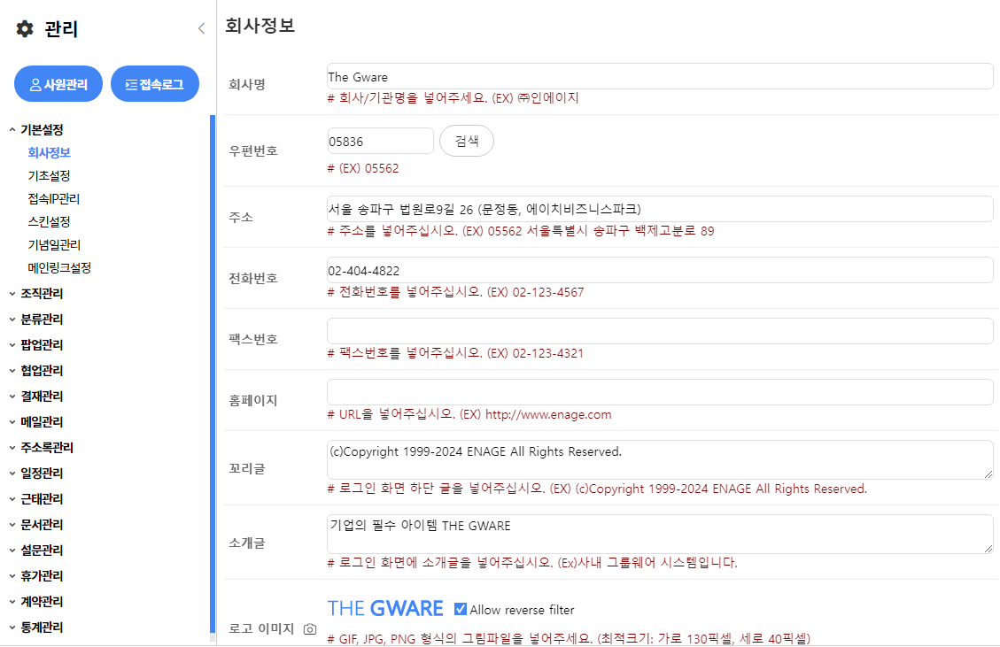 관리
사원관리
접속로그
기본설정
회사정보
기초설정
접속IP관리
스킨설정
기념일관리
메인링크설정
조직관리
분류관리
팝업관리
협업관리
결재관리
메일관리
주소록관리
일정관리
근태관리
문서관리
설문관리
휴가관리
계약관리
통계관리
회사정보
회사명
The Gware
# 회사/기관명을 넣어주세요. (EX) ㈜인에이지
우편번호
05836
검색
# (EX) 05562
주소
서울 송파구 법원로9길 26 (문정동, 에이치비즈니스파크)
# 주소를 넣어주십시오. (EX) 05562 서울특별시 송파구 백제고분로 89
전화번호
02-404-4822
# 전화번호를 넣어주십시오. (EX) 02-123-4567
팩스번호
# 팩스번호를 넣어주십시오. (EX) 02-123-4321
홈페이지
# URL을 넣어주십시오. (EX) http://www.enage.com
꼬리글
(c)Copyright 1999-2024 ENAGE All Rights Reserved.
# 로그인 화면 하단 글을 넣어주십시오. (EX) (c)Copyright 1999-2024 ENAGE All Rights Reserved.
소개글
기업의 필수 아이템 THE GWARE
# 로그인 화면에 소개글을 넣어주십시오. (Ex)사내 그룹웨어 시스템입니다.
로고 이미지
THE GWARE
Allow reverse filter
# GIF, JPG, PNG 형식의 그림파일을 넣어주세요. (최적크기: 가로 130픽셀, 세로 40픽셀)